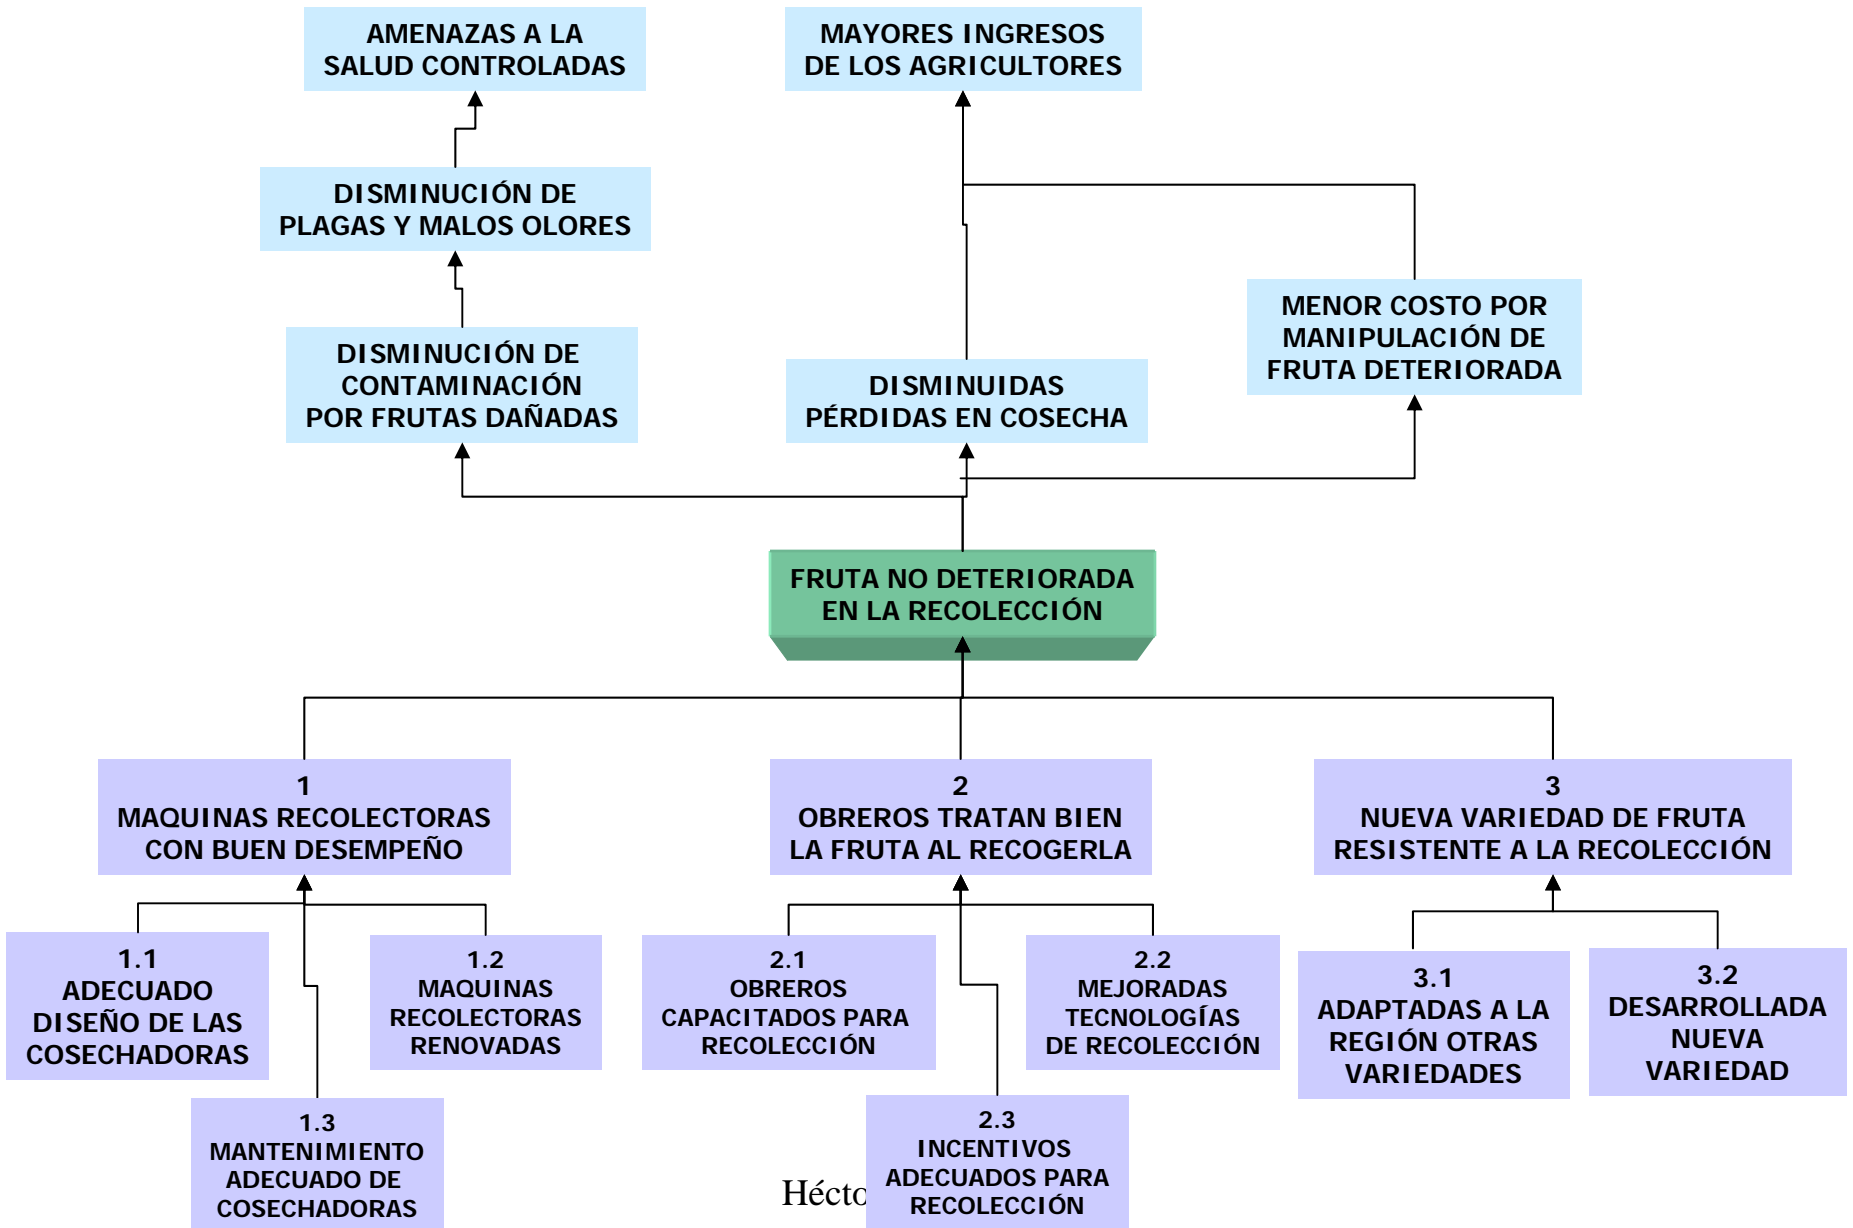 AMENAZAS A LA
SALUD CONTROLADAS
MAYORES INGRESOS
DE LOS AGRICULTORES
DISMINUCIÓN DE
PLAGAS Y MALOS OLORES
MENOR COSTO POR
MANIPULACIÓN DE
FRUTA DETERIORADA
DISMINUCIÓN DE
CONTAMINACIÓN
POR FRUTAS DAÑADAS
DISMINUIDAS
PÉRDIDAS EN COSECHA
FRUTA NO DETERIORADA
EN LA RECOLECCIÓN
1
MAQUINAS RECOLECTORAS
CON BUEN DESEMPEÑO
2
OBREROS TRATAN BIEN
LA FRUTA AL RECOGERLA
3
NUEVA VARIEDAD DE FRUTA
RESISTENTE A LA RECOLECCIÓN
1.1
ADECUADO
DISEÑO DE LAS
COSECHADORAS
1.2
MAQUINAS
RECOLECTORAS
RENOVADAS
2.1
OBREROS
CAPACITADOS PARA
RECOLECCIÓN
2.2
MEJORADAS
TECNOLOGÍAS
DE RECOLECCIÓN
3.1
ADAPTADAS A LA
REGIÓN OTRAS
VARIEDADES
3.2
DESARROLLADA
NUEVA
VARIEDAD
1.3
MANTENIMIENTO
ADECUADO DE
COSECHADORAS
2.3
INCENTIVOS
ADECUADOS PARA
RECOLECCIÓN